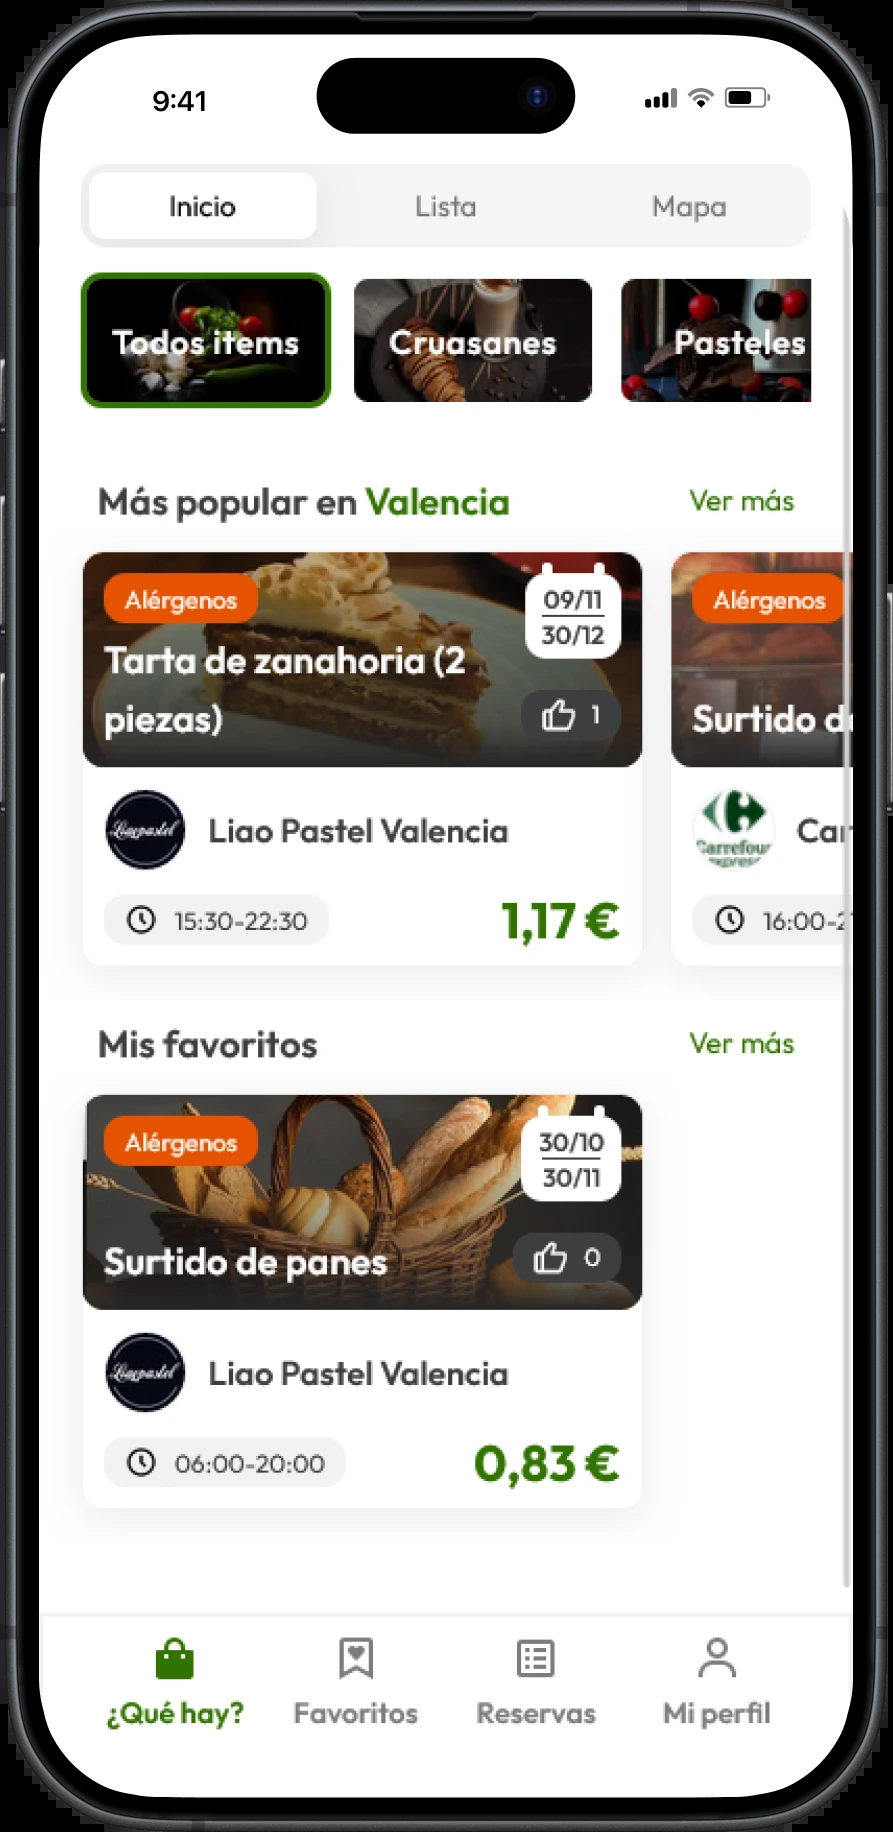 9:41
Inicio
Lista
Mapa
Todos items
Cruasanes
Pasteles
Más popular en Valencia
Ver más
Alérgenos
09/11
30/12
Tarta de zanahoria (2
piezas)
1
Liao Pastel Valencia
15:30-22:30
1,17 €
Alérgenos
Surtido d
Carrefour
express
Car
16:00-2
Mis favoritos
Ver más
Alérgenos
30/10
30/11
Surtido de panes
0
Liaopastel
Liao Pastel Valencia
06:00-20:00
0,83 €
¿Qué hay?
Favoritos
Reservas
Mi perfil